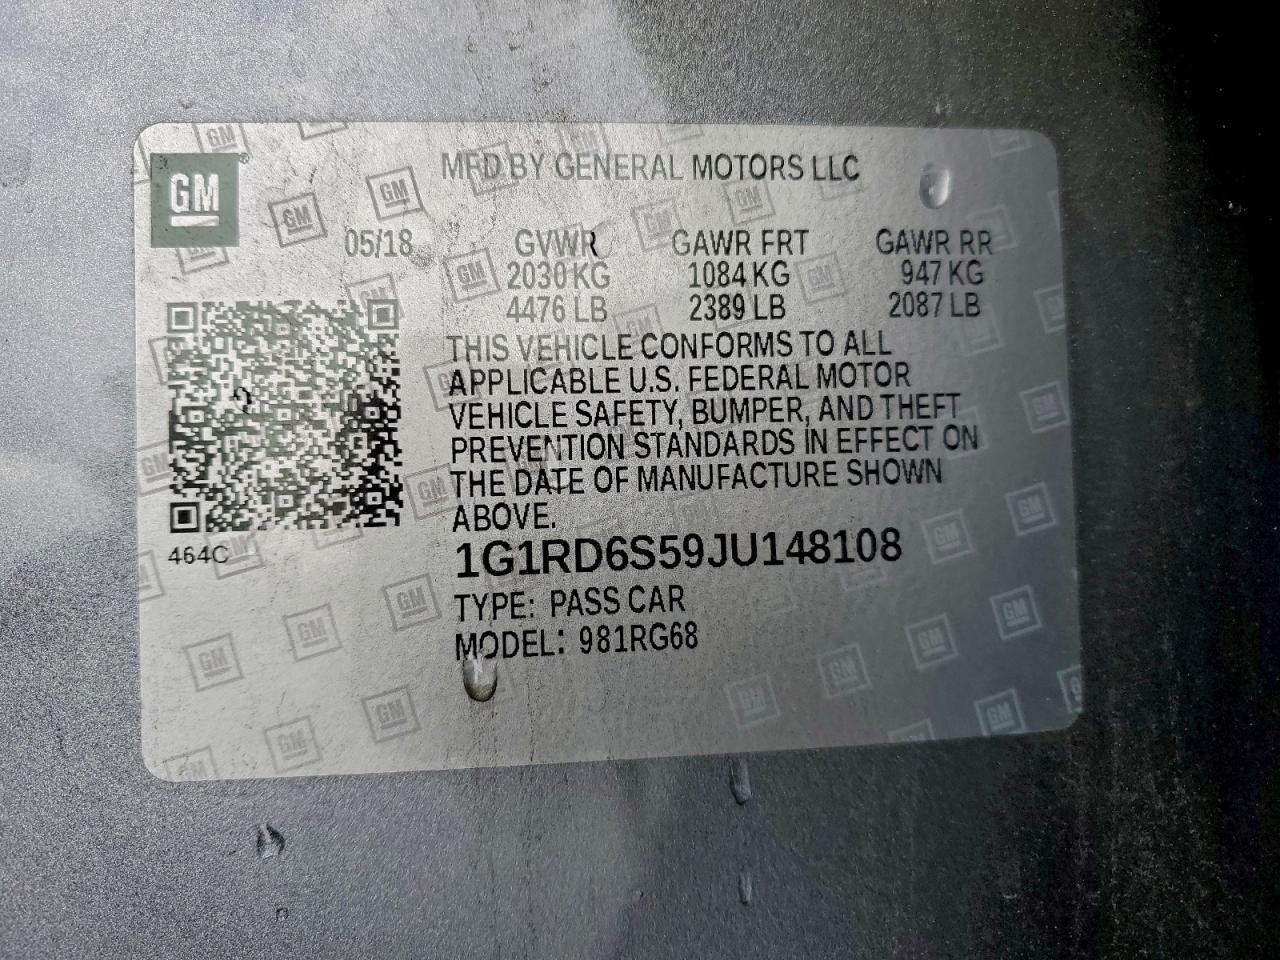 GM
MFD BY GENERAL MOTORS LLC
05/18 GVWR GAWR FRT GAWR RR
2030 KG 1084 KG 947 KG
4476 LB 2389 LB 2087 LB
THIS VEHICLE CONFORMS TO ALL
APPLICABLE U.S. FEDERAL MOTOR
VEHICLE SAFETY, BUMPER, AND THEFT
PREVENTION STANDARDS IN EFFECT ON
THE DATE OF MANUFACTURE SHOWN
ABOVE.
464C
1G1RD6S59JU148108
TYPE: PASS CAR
MODEL: 981RG68